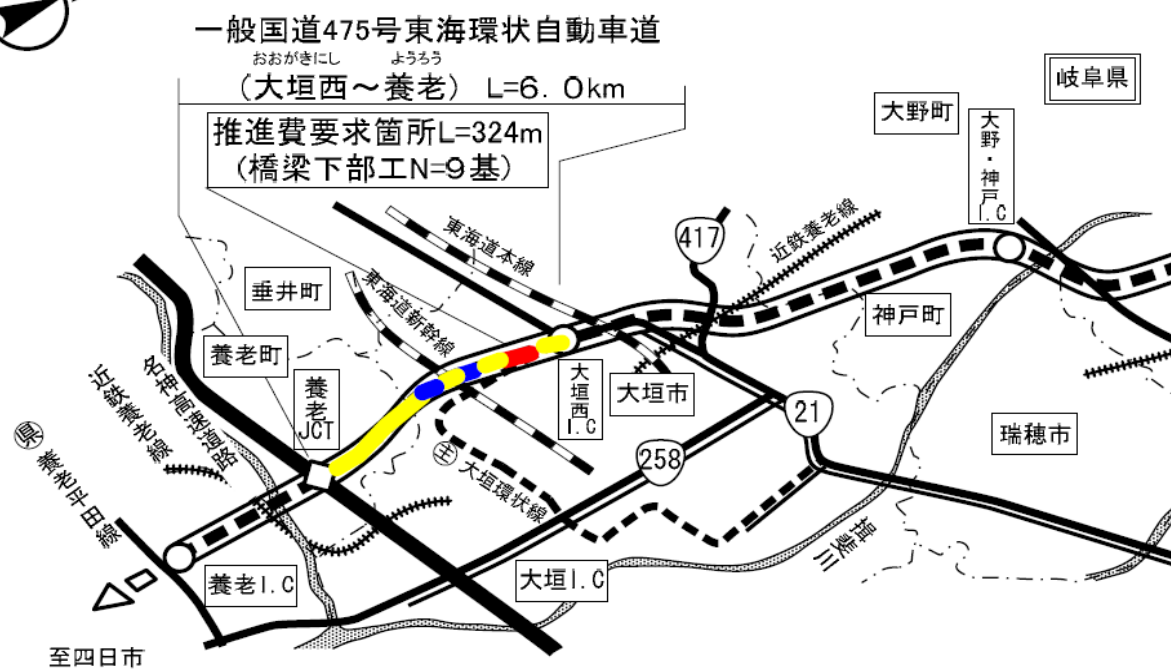 一般国道475号東海環状自動車道
おおがきにし ようろう
(大垣西～養老) L=6.0km
推進費要求箇所L=324m
(橋梁下部工N=9基)
岐阜県
大野町
大野・神戸I.C
417
近鉄養老線
東海道本線
東海道新幹線
垂井町
養老町
神戸町
養老JCT
大垣西I.C
大垣市
21
瑞穂市
258
名神高速道路
近鉄養老線
県 養老平田線
主 大垣環状線
揖斐川
養老I.C
大垣I.C
至四日市